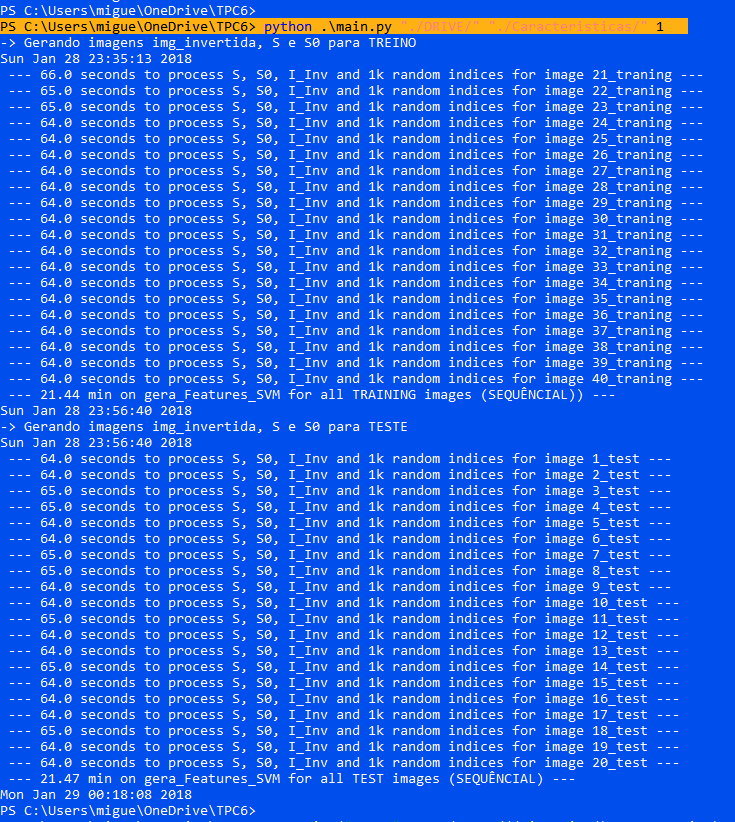 PS C:\Users\migue\OneDrive\TPC6>
PS C:\Users\migue\OneDrive\TPC6> python .\main.py "./DRIVE/" "./Caracteristicas/" 1
-> Gerando imagens img_invertida, S e S0 para TREINO
Sun Jan 28 23:35:13 2018
--- 66.0 seconds to process S, S0, I_Inv and 1k random indices for image 21_traning ---
--- 65.0 seconds to process S, S0, I_Inv and 1k random indices for image 22_traning ---
--- 65.0 seconds to process S, S0, I_Inv and 1k random indices for image 23_traning ---
--- 64.0 seconds to process S, S0, I_Inv and 1k random indices for image 24_traning ---
--- 64.0 seconds to process S, S0, I_Inv and 1k random indices for image 25_traning ---
--- 64.0 seconds to process S, S0, I_Inv and 1k random indices for image 26_traning ---
--- 64.0 seconds to process S, S0, I_Inv and 1k random indices for image 27_traning ---
--- 64.0 seconds to process S, S0, I_Inv and 1k random indices for image 28_traning ---
--- 64.0 seconds to process S, S0, I_Inv and 1k random indices for image 29_traning ---
--- 64.0 seconds to process S, S0, I_Inv and 1k random indices for image 30_traning ---
--- 64.0 seconds to process S, S0, I_Inv and 1k random indices for image 31_traning ---
--- 64.0 seconds to process S, S0, I_Inv and 1k random indices for image 32_traning ---
--- 64.0 seconds to process S, S0, I_Inv and 1k random indices for image 33_traning ---
--- 64.0 seconds to process S, S0, I_Inv and 1k random indices for image 34_traning ---
--- 64.0 seconds to process S, S0, I_Inv and 1k random indices for image 35_traning ---
--- 64.0 seconds to process S, S0, I_Inv and 1k random indices for image 36_traning ---
--- 64.0 seconds to process S, S0, I_Inv and 1k random indices for image 37_traning ---
--- 64.0 seconds to process S, S0, I_Inv and 1k random indices for image 38_traning ---
--- 64.0 seconds to process S, S0, I_Inv and 1k random indices for image 39_traning ---
--- 64.0 seconds to process S, S0, I_Inv and 1k random indices for image 40_traning ---
--- 21.44 min on gera_Features_SVM for all TRAINING images (SEQUÊNCIAL)) ---
Sun Jan 28 23:56:40 2018
-> Gerando imagens img_invertida, S e S0 para TESTE
Sun Jan 28 23:56:40 2018
--- 64.0 seconds to process S, S0, I_Inv and 1k random indices for image 1_test ---
--- 64.0 seconds to process S, S0, I_Inv and 1k random indices for image 2_test ---
--- 65.0 seconds to process S, S0, I_Inv and 1k random indices for image 3_test ---
--- 65.0 seconds to process S, S0, I_Inv and 1k random indices for image 4_test ---
--- 64.0 seconds to process S, S0, I_Inv and 1k random indices for image 5_test ---
--- 64.0 seconds to process S, S0, I_Inv and 1k random indices for image 6_test ---
--- 65.0 seconds to process S, S0, I_Inv and 1k random indices for image 7_test ---
--- 65.0 seconds to process S, S0, I_Inv and 1k random indices for image 8_test ---
--- 64.0 seconds to process S, S0, I_Inv and 1k random indices for image 9_test ---
--- 64.0 seconds to process S, S0, I_Inv and 1k random indices for image 10_test ---
--- 65.0 seconds to process S, S0, I_Inv and 1k random indices for image 11_test ---
--- 64.0 seconds to process S, S0, I_Inv and 1k random indices for image 12_test ---
--- 64.0 seconds to process S, S0, I_Inv and 1k random indices for image 13_test ---
--- 65.0 seconds to process S, S0, I_Inv and 1k random indices for image 14_test ---
--- 64.0 seconds to process S, S0, I_Inv and 1k random indices for image 15_test ---
--- 64.0 seconds to process S, S0, I_Inv and 1k random indices for image 16_test ---
--- 64.0 seconds to process S, S0, I_Inv and 1k random indices for image 17_test ---
--- 65.0 seconds to process S, S0, I_Inv and 1k random indices for image 18_test ---
--- 64.0 seconds to process S, S0, I_Inv and 1k random indices for image 19_test ---
--- 64.0 seconds to process S, S0, I_Inv and 1k random indices for image 20_test ---
--- 21.47 min on gera_Features_SVM for all TEST images (SEQUÊNCIAL) ---
Mon Jan 29 00:18:08 2018
PS C:\Users\migue\OneDrive\TPC6>